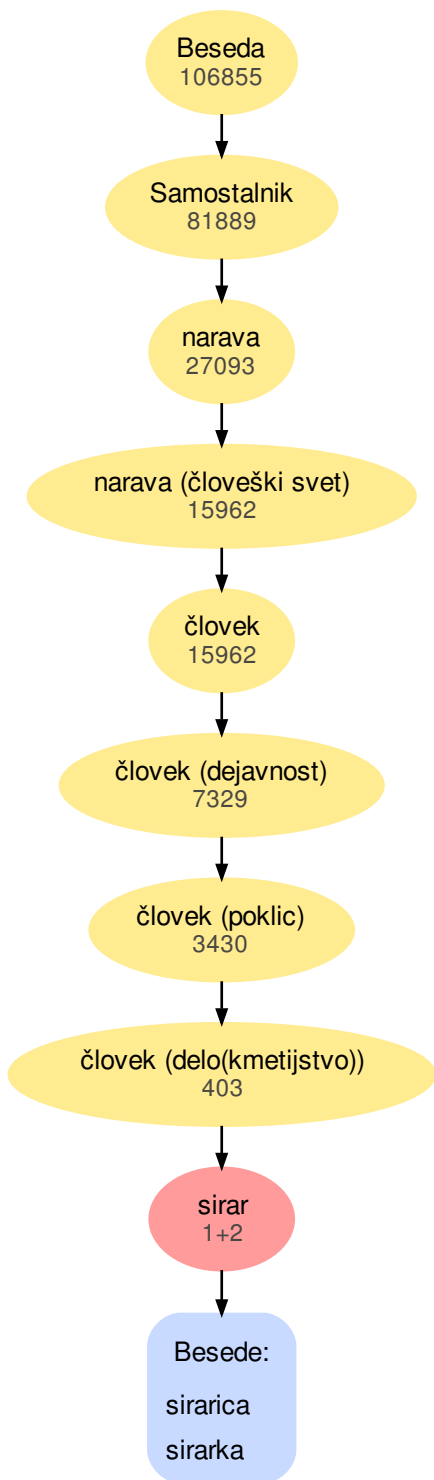 Beseda
106855
Samostalnik
81889
narava
27093
narava (človeški svet)
15962
človek
15962
človek (dejavnost)
7329
človek (poklic)
3430
človek (delo(kmetijstvo))
403
sirar
1+2
Besede:
sirarica
sirarka